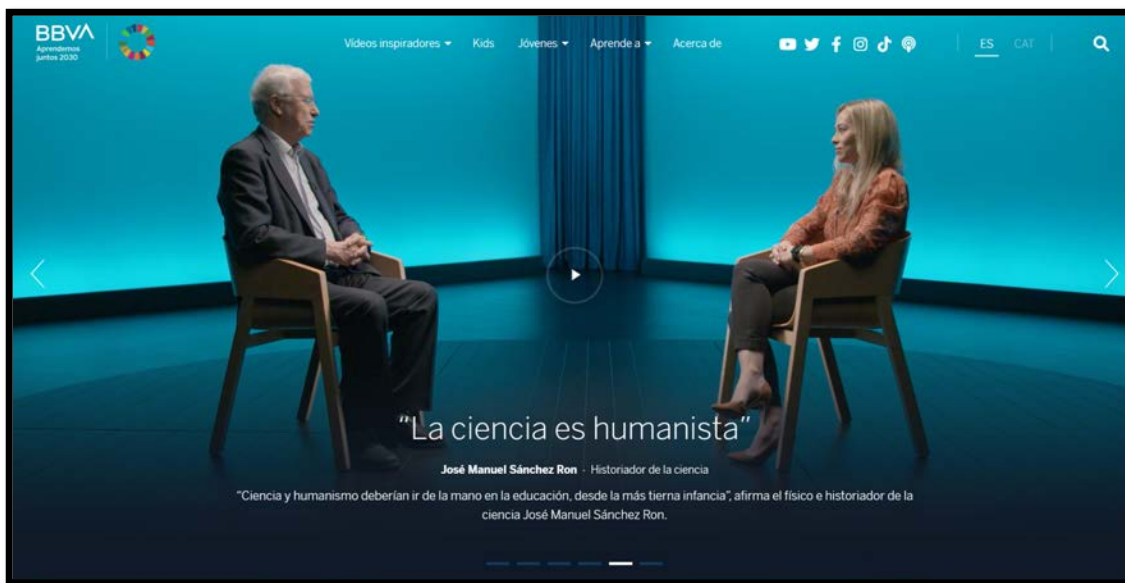 BBVA
Aprendemos
juntos 2030
Vídeos inspiradores Kids Jóvenes Aprende a Acerca de
ES CAT
"La ciencia es humanista"
José Manuel Sánchez Ron - Historiador de la ciencia
"Ciencia y humanismo deberían ir de la mano en la educación, desde la más tierna infancia", afirma el físico e historiador de la
ciencia José Manuel Sánchez Ron.